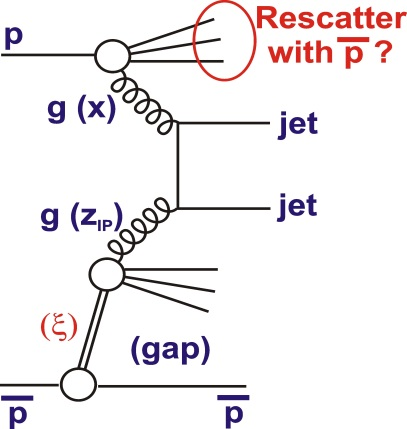 Rescatter
with p̅ ?
p
g (x)
jet
g (z_IP)
jet
(ξ)
(gap)
p̅
p̅